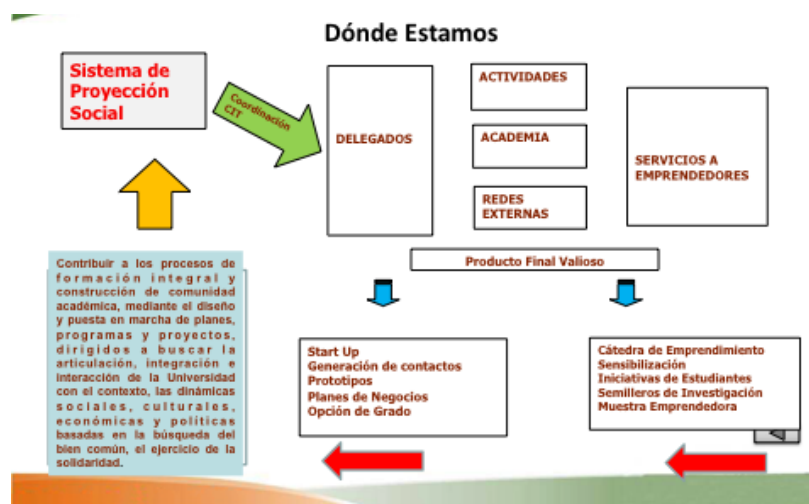 Dónde Estamos
Sistema de
Proyección
Social
Coordinación
CIT
DELEGADOS
ACTIVIDADES
ACADEMIA
REDES
EXTERNAS
SERVICIOS A
EMPRENDEDORES
Producto Final Valioso
Contribuir a los procesos de
formación integral y
construcción de comunidad
académica, mediante el diseño
y puesta en marcha de planes,
programas y proyectos,
dirigidos a buscar la
articulación, integración e
interacción de la Universidad
con el contexto, las dinámicas
sociales, culturales,
económicas y políticas
basadas en la búsqueda del
bien común, el ejercicio de la
solidaridad.
Start Up
Generación de contactos
Prototipos
Planes de Negocios
Opción de Grado
Cátedra de Emprendimiento
Sensibilización
Iniciativas de Estudiantes
Semilleros de Investigación
Muestra Emprendedora